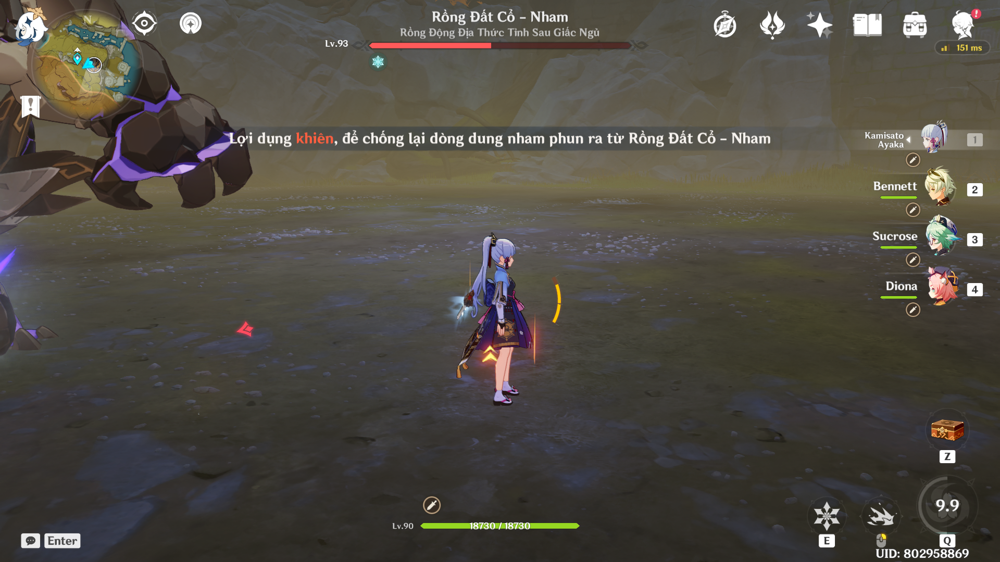 N
Rồng Đất Cổ - Nham
Rồng Động Địa Thức Tỉnh Sau Giấc Ngủ
Lv.93
151 ms
Lợi dụng khiên, để chống lại dòng dung nham phun ra từ Rồng Đất Cổ - Nham
Kamisato
Ayaka
1
Bennett
2
Sucrose
3
Diona
4
Z
9.9
Lv.90
18730 / 18730
Enter
E
Q
UID: 802958869